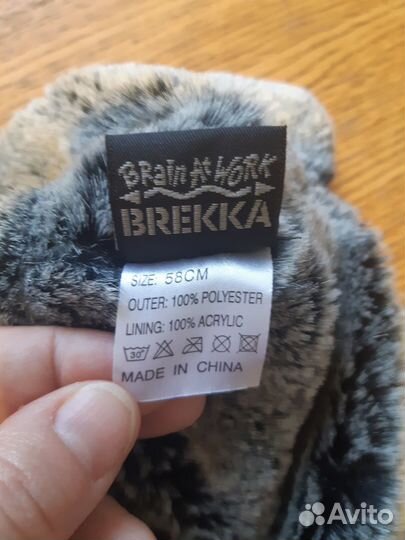 Brain At WORK
BREKKA
SIZE: 58CM
OUTER: 100% POLYESTER
LINING: 100% ACRYLIC
30°
MADE IN CHINA
Avito